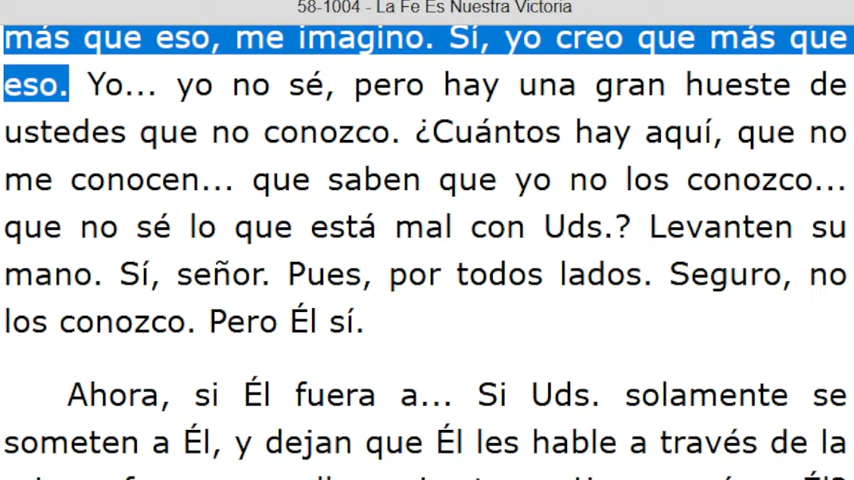 58-1004 - La Fe Es Nuestra Victoria
más que eso, me imagino. Sí, yo creo que más que
eso. Yo... yo no sé, pero hay una gran hueste de
ustedes que no conozco. ¿Cuántos hay aquí, que no
me conocen... que saben que yo no los conozco...
que no sé lo que está mal con Uds.? Levanten su
mano. Sí, señor. Pues, por todos lados. Seguro, no
los conozco. Pero Él sí.
Ahora, si Él fuera a... Si Uds. solamente se
someten a Él, y dejan que Él les hable a través de la